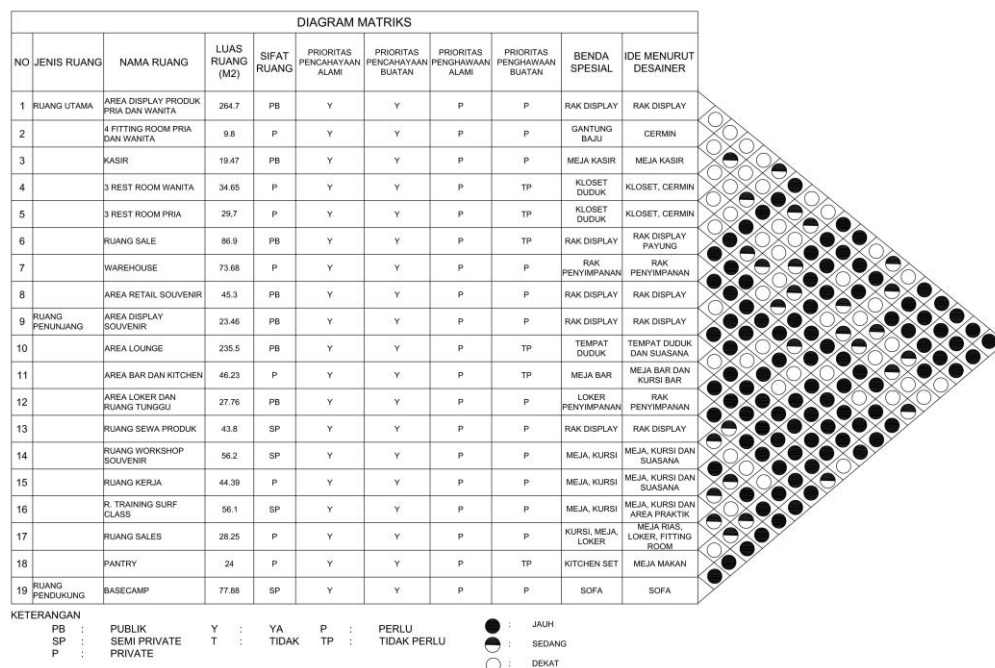 DIAGRAM MATRIKS
NO JENIS RUANG NAMA RUANG LUAS RUANG (M2) SIFAT RUANG PRIORITAS PENCAHAYAAN ALAMI PRIORITAS PENCAHAYAAN BUATAN PRIORITAS PENGHAWAAN ALAMI PRIORITAS PENGHAWAAN BUATAN BENDA SPESIAL IDE MENURUT DESAINER
1 RUANG UTAMA AREA DISPLAY PRODUK PRIA DAN WANITA 264.7 PB Y Y P P RAK DISPLAY RAK DISPLAY
2 4 FITTING ROOM PRIA DAN WANITA 9.8 P Y Y P P GANTUNG BAJU CERMIN
3 KASIR 19.47 PB Y Y P P MEJA KASIR MEJA KASIR
4 3 REST ROOM WANITA 34.65 P Y Y P TP KLOSET DUDUK KLOSET, CERMIN
5 3 REST ROOM PRIA 29,7 P Y Y P TP KLOSET DUDUK KLOSET, CERMIN
6 RUANG SALE 86.9 PB Y Y P TP RAK DISPLAY RAK DISPLAY PAYUNG
7 WAREHOUSE 73.68 P Y Y P P RAK PENYIMPANAN RAK PENYIMPANAN
8 AREA RETAIL SOUVENIR 45.3 PB Y Y P P RAK DISPLAY RAK DISPLAY
9 RUANG PENUNJANG AREA DISPLAY SOUVENIR 23.46 PB Y Y P P RAK DISPLAY RAK DISPLAY
10 AREA LOUNGE 235.5 PB Y Y P TP TEMPAT DUDUK TEMPAT DUDUK DAN SUASANA
11 AREA BAR DAN KITCHEN 46.23 P Y Y P TP MEJA BAR MEJA BAR DAN KURSI BAR
12 AREA LOKER DAN RUANG TUNGGU 27.76 PB Y Y P P LOKER PENYIMPANAN RAK PENYIMPANAN
13 RUANG SEWA PRODUK 43.8 SP Y Y P P RAK DISPLAY RAK DISPLAY
14 RUANG WORKSHOP SOUVENIR 56.2 SP Y Y P P MEJA, KURSI MEJA, KURSI DAN SUASANA
15 RUANG KERJA 44.39 P Y Y P P MEJA, KURSI MEJA, KURSI DAN SUASANA
16 R. TRAINING SURF CLASS 56.1 SP Y Y P P MEJA, KURSI MEJA, KURSI DAN AREA PRAKTIK
17 RUANG SALES 28.25 P Y Y P P KURSI, MEJA, LOKER MEJA RIAS, LOKER, FITTING ROOM
18 PANTRY 24 P Y Y P TP KITCHEN SET MEJA MAKAN
19 RUANG PENDUKUNG BASECAMP 77.88 SP Y Y P P SOFA SOFA
KETERANGAN
PB : PUBLIK Y : YA P : PERLU
SP : SEMI PRIVATE T : TIDAK TP : TIDAK PERLU
P : PRIVATE
: JAUH
: SEDANG
: DEKAT